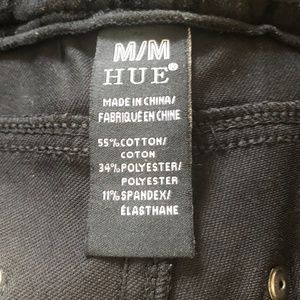 M/M
HUE®
MADE IN CHINA/
FABRIQUÉ EN CHINE
55% COTTON/
COTON
34% POLYESTER/
POLYESTER
11% SPANDEX/
ÉLASTHANE